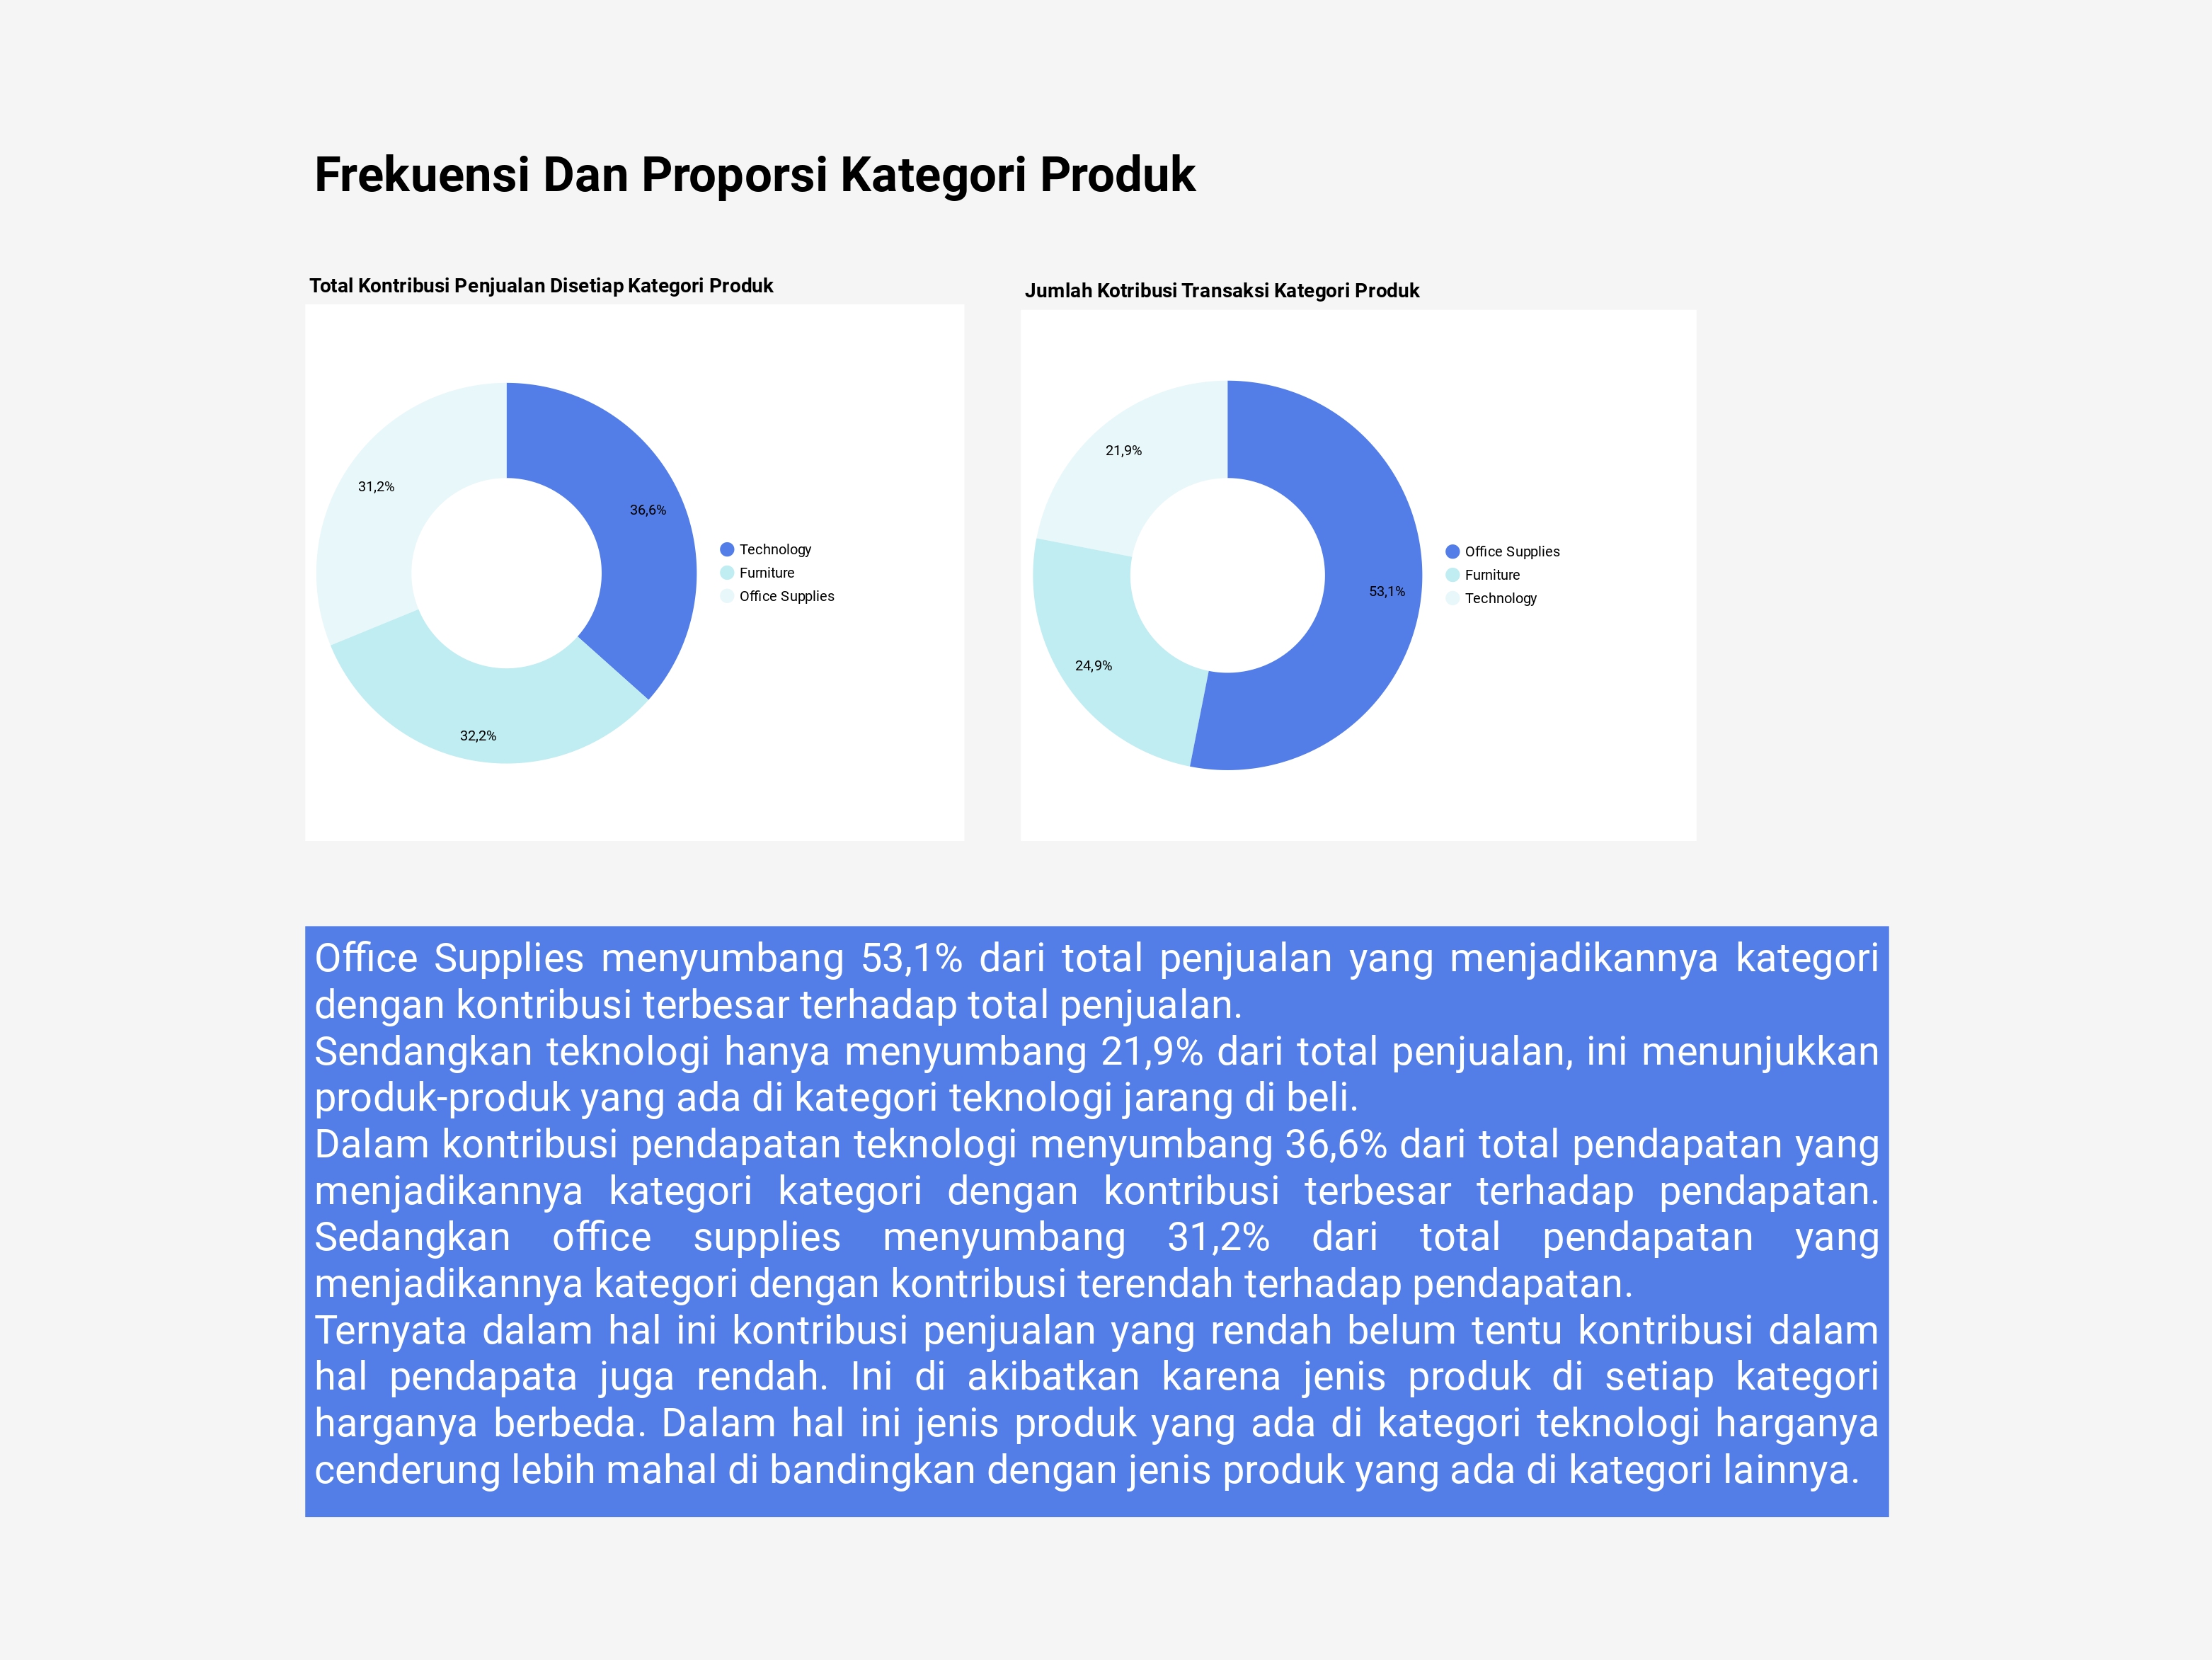 Frekuensi Dan Proporsi Kategori Produk
Total Kontribusi Penjualan Disetiap Kategori Produk
31,2%
36,6%
32,2%
Technology
Furniture
Office Supplies
Jumlah Kotribusi Transaksi Kategori Produk
21,9%
53,1%
24,9%
Office Supplies
Furniture
Technology
Office Supplies menyumbang 53,1% dari total penjualan yang menjadikannya kategori
dengan kontribusi terbesar terhadap total penjualan.
Sendangkan teknologi hanya menyumbang 21,9% dari total penjualan, ini menunjukkan
produk-produk yang ada di kategori teknologi jarang di beli.
Dalam kontribusi pendapatan teknologi menyumbang 36,6% dari total pendapatan yang
menjadikannya kategori kategori dengan kontribusi terbesar terhadap pendapatan.
Sedangkan office supplies menyumbang 31,2% dari total pendapatan yang
menjadikannya kategori dengan kontribusi terendah terhadap pendapatan.
Ternyata dalam hal ini kontribusi penjualan yang rendah belum tentu kontribusi dalam
hal pendapata juga rendah. Ini di akibatkan karena jenis produk di setiap kategori
harganya berbeda. Dalam hal ini jenis produk yang ada di kategori teknologi harganya
cenderung lebih mahal di bandingkan dengan jenis produk yang ada di kategori lainnya.